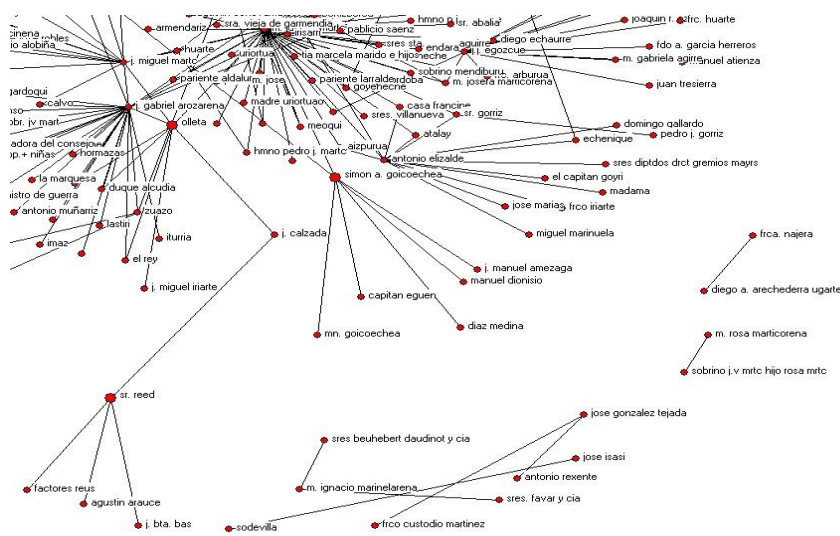 armendariz
sra. vieja de garmendia
pablicio saenz
sr. abalia
joaquin r.
frc. huarte
diego echaurre
fdo a. garcia herreros
j. miguel martc
huarte
tia marcela marido e hijos
sres sta
endara
aguirre
j. egozcue
m. gabriela agirre
manuel atienza
pariente aldalur
m. jose
pariente larralde
goyeneche
sobrino mendiburu
m. josefa marticorena
arburua
juan tresierra
calvo
j. gabriel arozarena
madre uriortua
casa francine
sres. villanueva
sr. gorriz
olleta
meoqui
atalay
domingo gallardo
pedro j. gorriz
echenique
hormazas
hmno pedro j. martc
aizpurua
antonio elizalde
sres diptdos drct gremios mayrs
la marquesa
duque alcudia
simon a. goicoechea
el capitan goyri
madama
antonio muñarriz
zuazo
jose marias
frco iriarte
lastiri
imaz
iturria
j. calzada
miguel marinuela
frca. najera
el rey
j. miguel iriarte
j. manuel amezaga
manuel dionisio
capitan eguen
diego a. arechederra ugarte
mn. goicoechea
diaz medina
m. rosa marticorena
sobrino j.v mrtc hijo rosa mrtc
sr. reed
jose gonzalez tejada
sres beuhebert daudinot y cia
jose isasi
antonio rexente
factores reus
m. ignacio marinelarena
agustin arauce
sres. favar y cia
j. bta. bas
sodevilla
frco custodio martinez